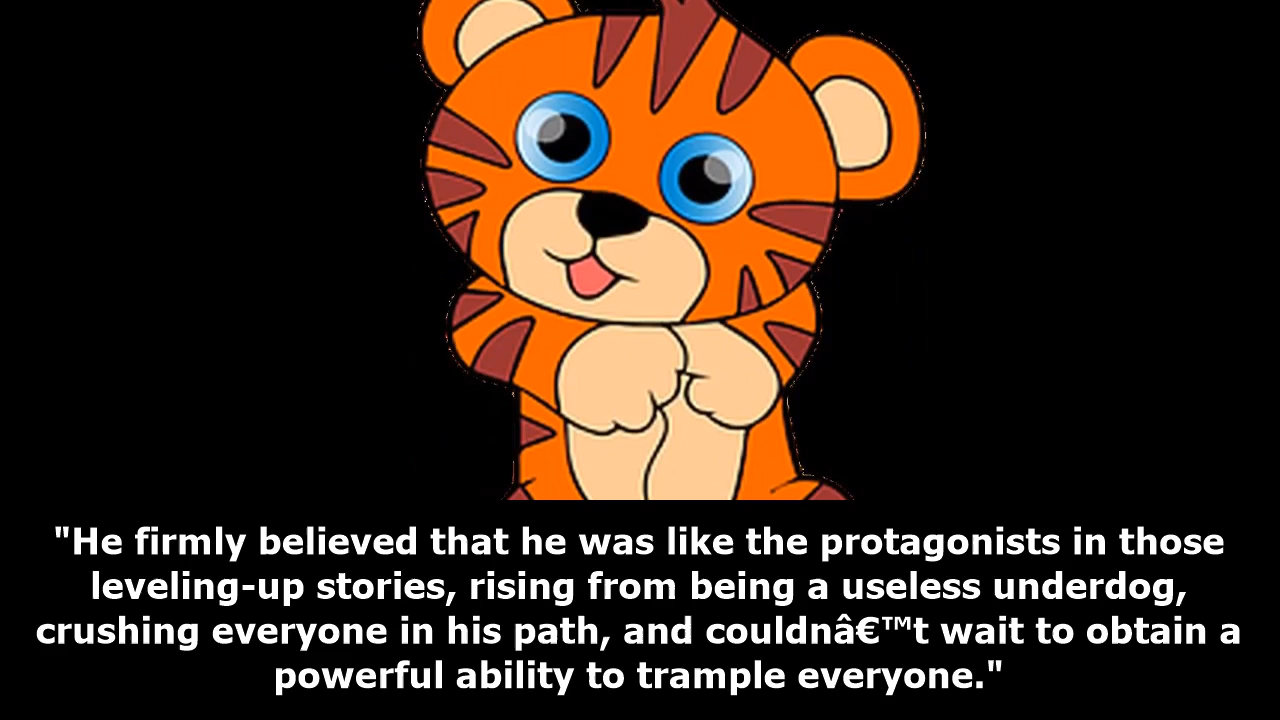 "He firmly believed that he was like the protagonists in those
leveling-up stories, rising from being a useless underdog,
crushing everyone in his path, and couldnâ€™t wait to obtain a
powerful ability to trample everyone."